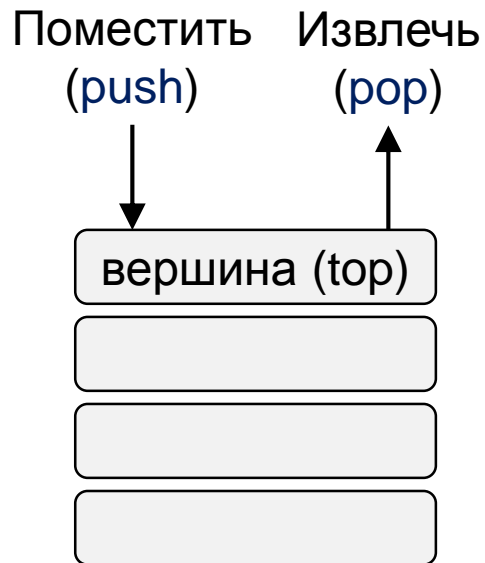 Поместить
(push)
Извлечь
(pop)
вершина (top)